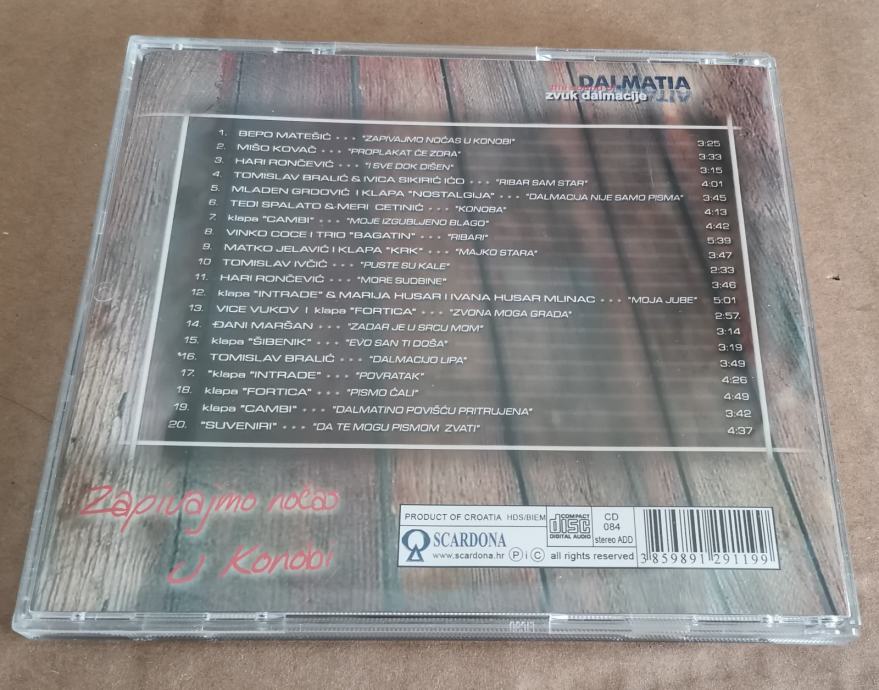 DALMATIA
zvuk dalmacije
1. BEPO MATEŠIĆ • • • "ZAPIVAJMO NOĆAS U KONOBI" 3:25
2. MIŠO KOVAČ • • • "PROPLAKAT ĆE ZORA" 3:33
3. HARI RONČEVIĆ • • • "I SVE DOK DIŠEN" 3:15
4. TOMISLAV BRALIĆ & IVICA SIKIRIĆ IĆO • • • "RIBAR SAM STAR" 4:01
5. MLADEN GRDOVIĆ I KLAPA "NOSTALGIJA" • • • "DALMACIJA NIJE SAMO PISMA" 3:45
6. TEDI SPALATO &MERI CETINIĆ • • • "KONOBA" 4:13
7. klapa "CAMBI" • • • "MOJE IZGUBLJENO BLAGO" 4:42
8. VINKO COCE I TRIO "BAGATIN" • • • "RIBARI" 5:39
9. MATKO JELAVIĆ I KLAPA "KRK" • • • "MAJKO STARA" 3:47
10 TOMISLAV IVČIĆ • • • "PUSTE SU KALE" 2:33
11. HARI RONČEVIĆ • • • "MORE SUDBINE" 3:46
12. klapa "INTRADE" & MARIJA HUSAR I IVANA HUSAR MLINAC • • • "MOJA JUBE" 5:01
13. VICE VUKOV I klapa "FORTICA" • • • "ZVONA MOGA GRADA" 2:57
14. ĐANI MARŠAN • • • "ZADAR JE U SRCU MOM" 3:14
15. klapa "ŠIBENIK" • • • "EVO SAN TI DOŠA" 3:19
*16. TOMISLAV BRALIĆ • • • "DALMACIJO LIPA" 3:49
17. "klapa "INTRADE" • • • "POVRATAK" 4:26
18. klapa "FORTICA" • • • "PISMO ĆALI" 4:49
19. klapa "CAMBI" • • • "DALMATINO POVIŠĆU PRITRUJENA" 3:42
20. "SUVENIRI" • • • "DA TE MOGU PISMOM ZVATI" 4:37
Zapivajmo noćas
u Konobi
PRODUCT OF CROATIA HDS/BIEM
COMPACT disc DIGITAL AUDIO
CD 084 stereo ADD
SCARDONA
www.scardona.hr Ⓟ i Ⓒ all rights reserved
3 859891 291199